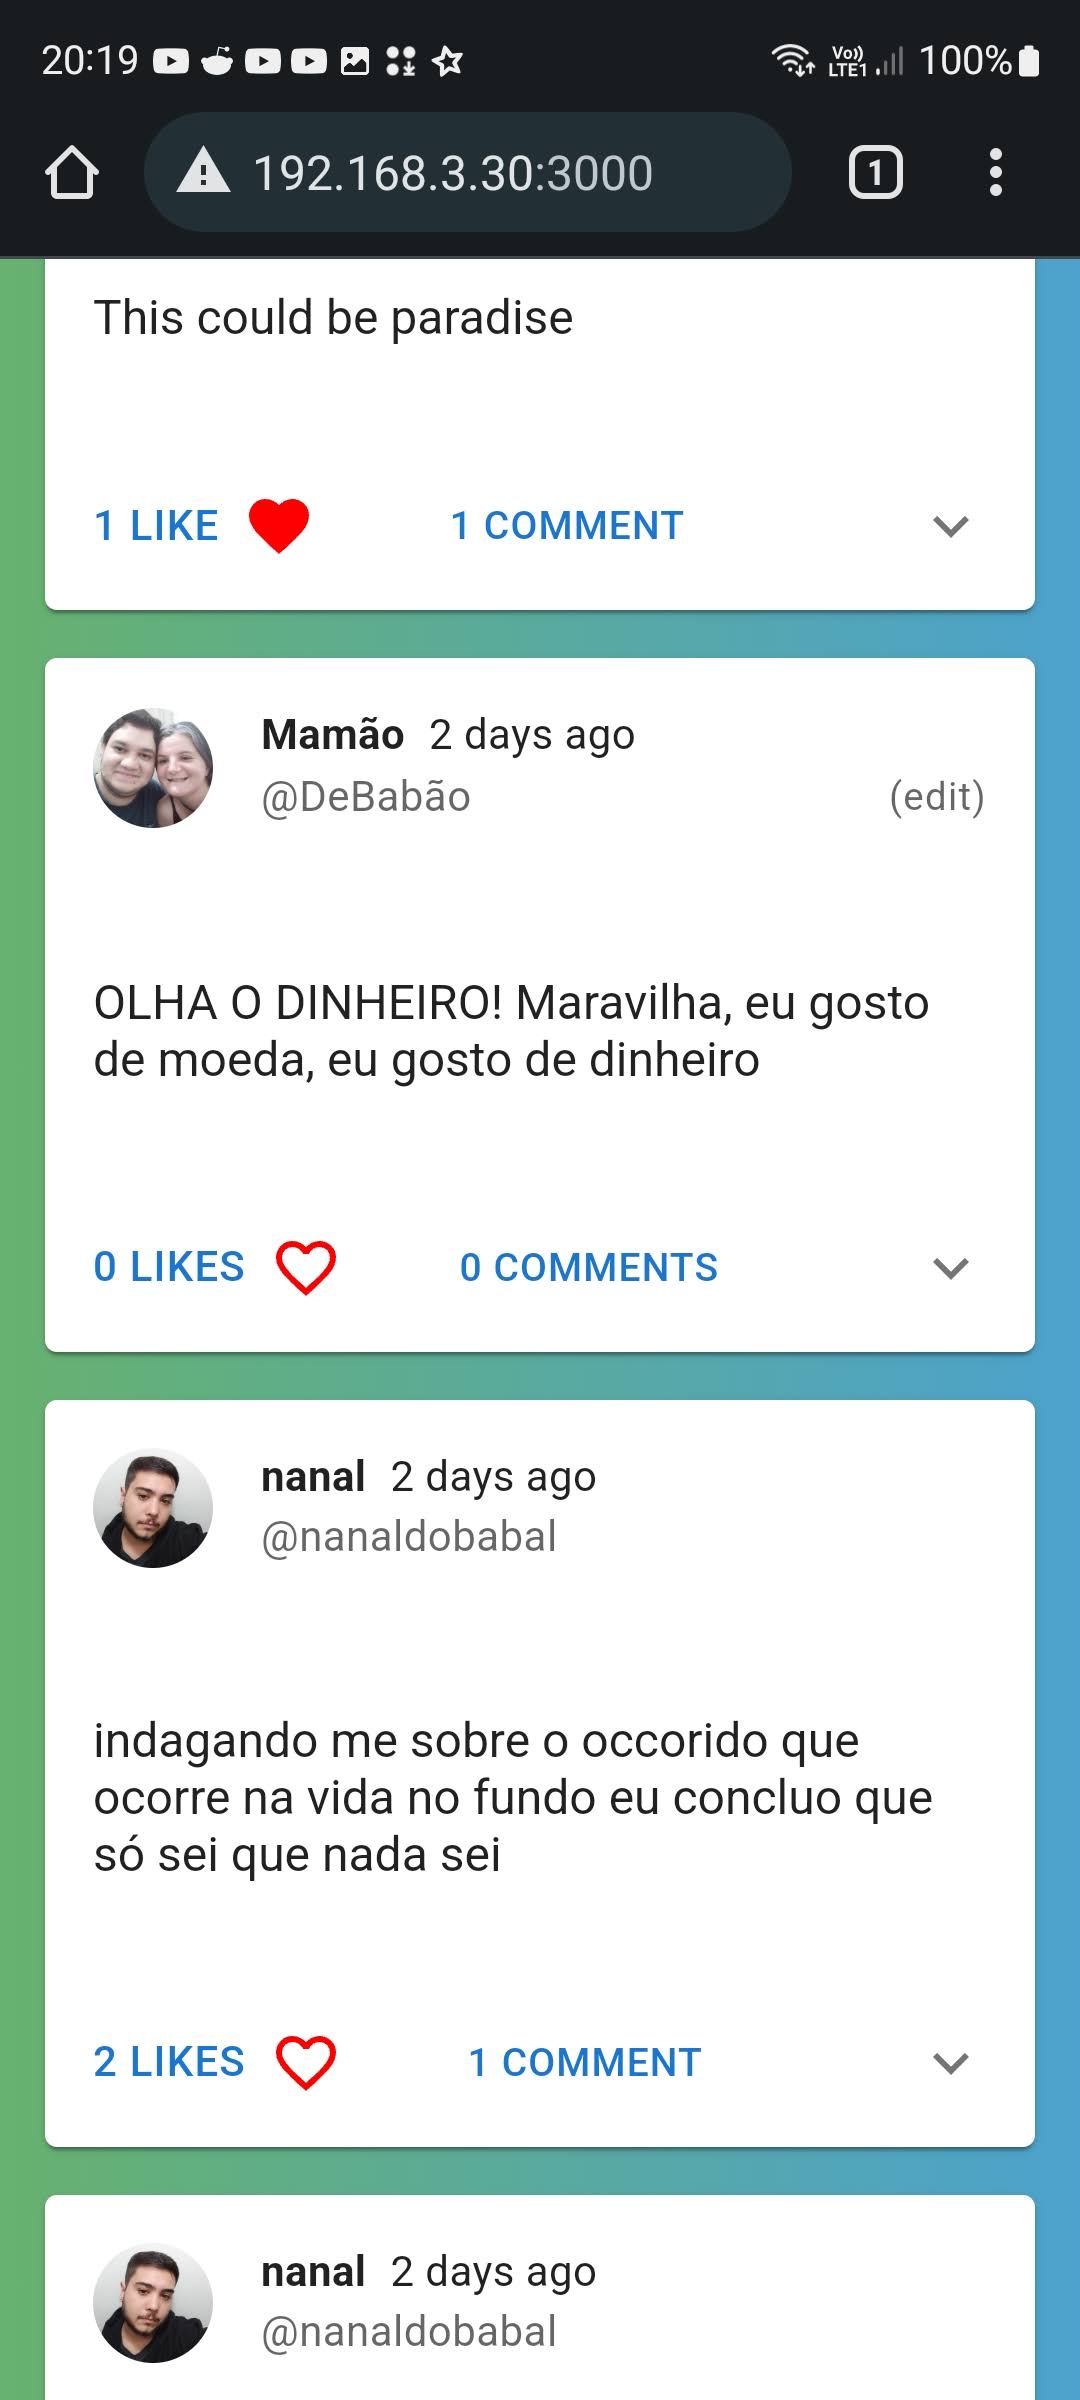 20:19 Vo)) LTE1 100%
192.168.3.30:3000 1
This could be paradise
1 LIKE 1 COMMENT
Mamão 2 days ago
@DeBabão (edit)
OLHA O DINHEIRO! Maravilha, eu gosto
de moeda, eu gosto de dinheiro
0 LIKES 0 COMMENTS
nanal 2 days ago
@nanaldobabal
indagando me sobre o occorido que
ocorre na vida no fundo eu concluo que
só sei que nada sei
2 LIKES 1 COMMENT
nanal 2 days ago
@nanaldobabal